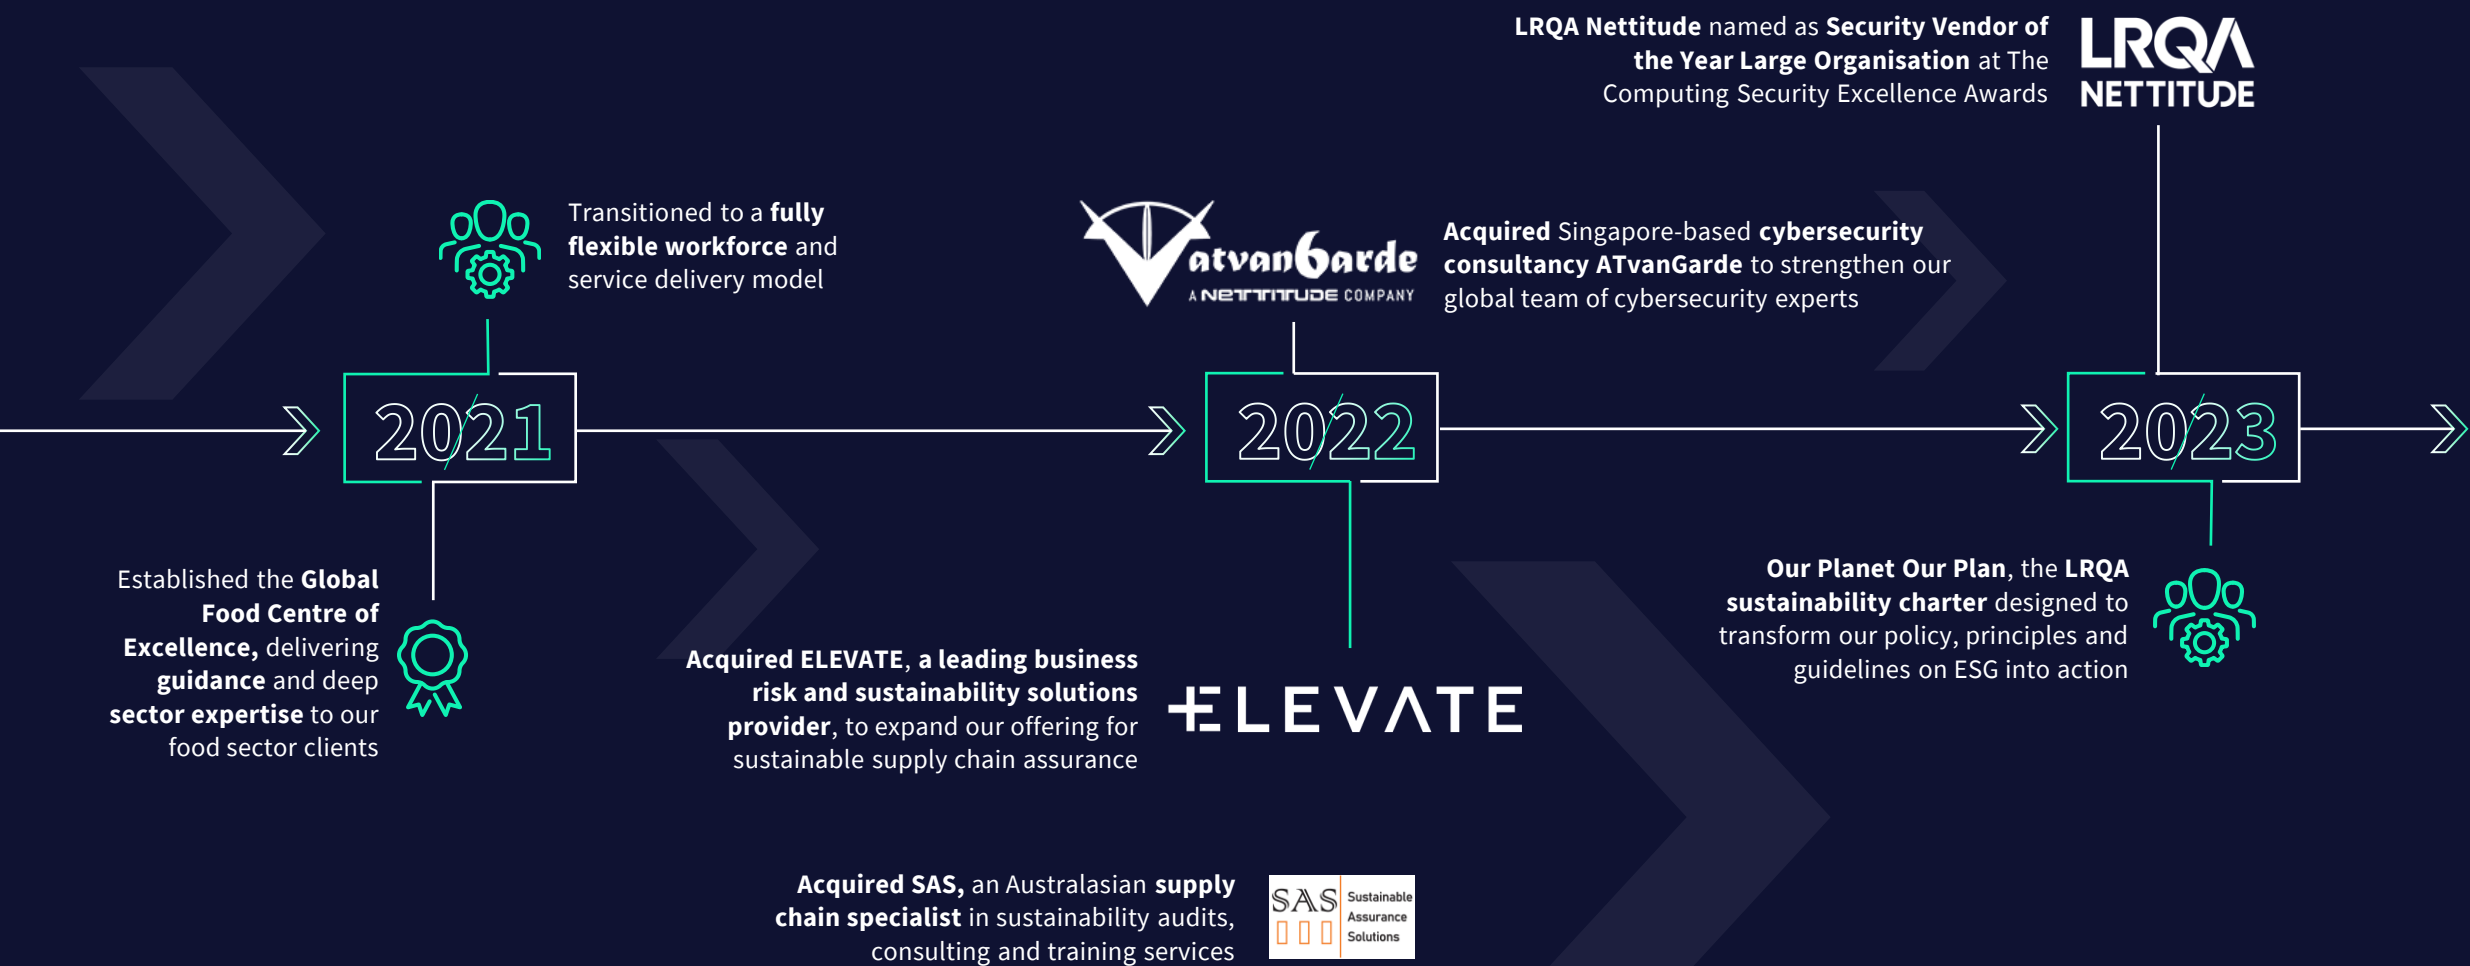 LRQA Nettitude named as Security Vendor of
the Year Large Organisation at The
Computing Security Excellence Awards
LRQA
NETTITUDE
Transitioned to a fully
flexible workforce and
service delivery model
atvanGarde
A NETTITUDE COMPANY
Acquired Singapore-based cybersecurity
consultancy ATvanGarde to strengthen our
global team of cybersecurity experts
2021
2022
2023
Established the Global
Food Centre of
Excellence, delivering
guidance and deep
sector expertise to our
food sector clients
Acquired ELEVATE, a leading business
risk and sustainability solutions
provider, to expand our offering for
sustainable supply chain assurance
ELEVATE
Our Planet Our Plan, the LRQA
sustainability charter designed to
transform our policy, principles and
guidelines on ESG into action
Acquired SAS, an Australasian supply
chain specialist in sustainability audits,
consulting and training services
SAS
Sustainable
Assurance
Solutions